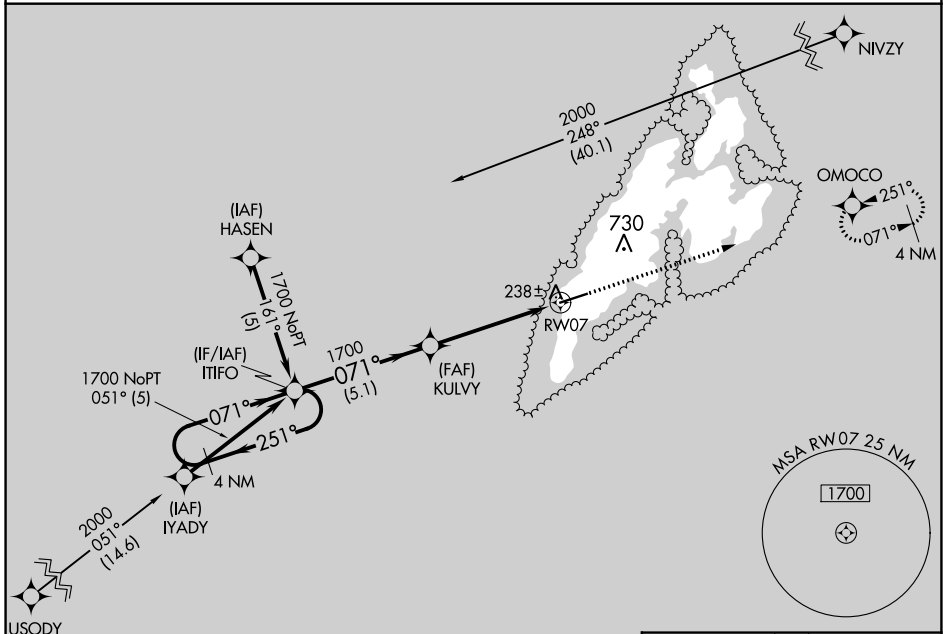 NIVZY
2000
248°
(40.1)
OMOCO
251°
071°
4 NM
(IAF)
HASEN
1700 NoPT
161°
(5)
730
238±
RW07
(IF/IAF)
ITIFO
1700
071°
(5.1)
(FAF)
KULVY
1700 NoPT
051° (5)
071°
251°
4 NM
(IAF)
IYADY
2000
051°
(14.6)
USODY
MSA RW07 25 NM
1700